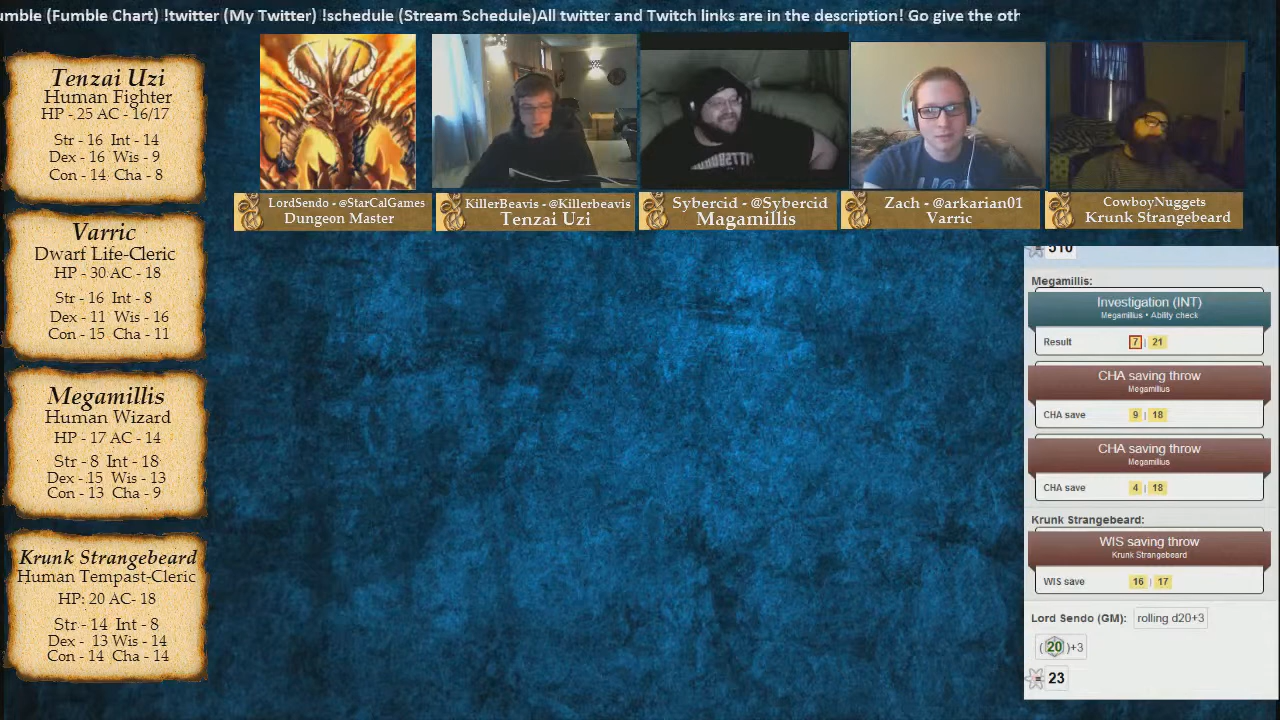 umble (Fumble Chart) !twitter (My Twitter) !schedule (Stream Schedule)All twitter and Twitch links are in the description! Go give the oth
Tenzai Uzi
Human Fighter
HP - 25 AC - 16/17
Str - 16 Int - 14
Dex - 16 Wis - 9
Con - 14 Cha - 8
Varric
Dwarf Life-Cleric
HP - 30 AC - 18
Str - 16 Int - 8
Dex - 11 Wis - 16
Con - 15 Cha - 11
Megamillis
Human Wizard
HP - 17 AC - 14
Str - 8 Int - 18
Dex - 15 Wis - 13
Con - 13 Cha - 9
Krunk Strangebeard
Human Tempast-Cleric
HP: 20 AC- 18
Str - 14 Int - 8
Dex - 13 Wis - 14
Con - 14 Cha - 14
LordSendo - @StarCalGames
Dungeon Master
KillerBeavis - @Killerbeavis
Tenzai Uzi
PITTSBURGH
Sybercid - @Sybercid
Magamillis
Zach - @arkarian01
Varric
CowboyNuggets
Krunk Strangebeard
510
Megamillis:
Investigation (INT)
Megamillius • Ability check
Result 7 | 21
CHA saving throw
Megamillius
CHA save 9 | 18
CHA saving throw
Megamillius
CHA save 4 | 18
Krunk Strangebeard:
WIS saving throw
Krunk Strangebeard
WIS save 16 | 17
Lord Sendo (GM): rolling d20+3
(20)+3
= 23